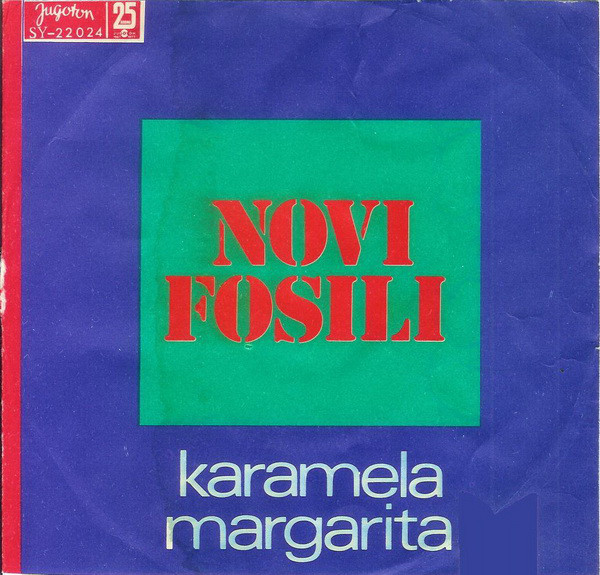 Jugoton
SY-22024
25
NOVI
FOSILI
karamela
margarita